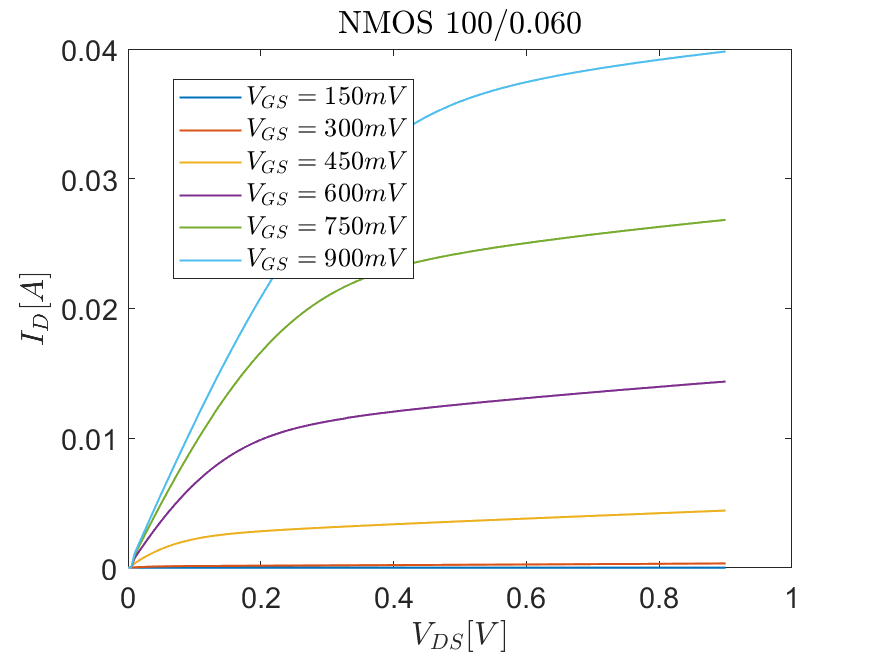 NMOS 100/0.060
0.04
0.03
0.02
0.01
0
I_D[A]
V_GS = 150mV
V_GS = 300mV
V_GS = 450mV
V_GS = 600mV
V_GS = 750mV
V_GS = 900mV
0 0.2 0.4 0.6 0.8 1
V_DS[V]